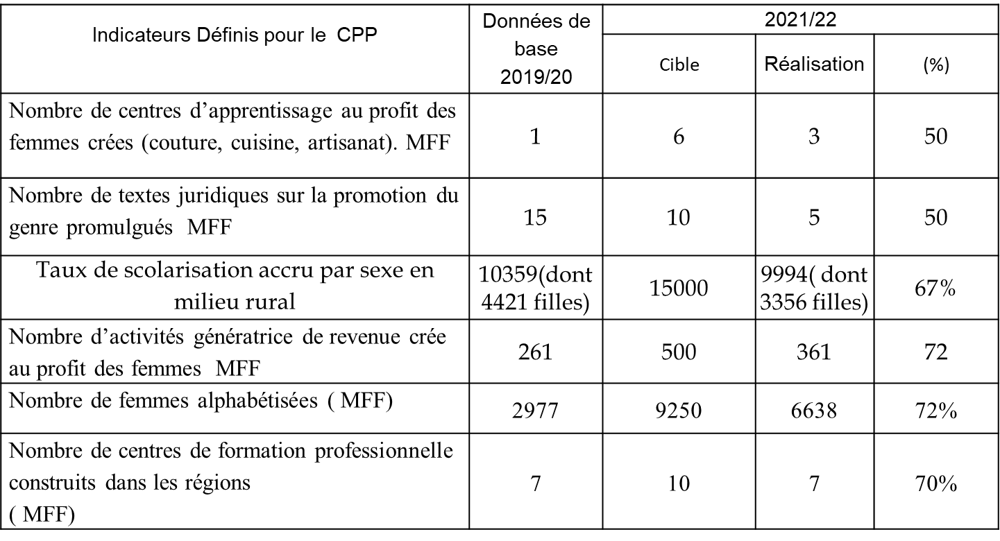 Indicateurs Définis pour le CPP
Données de
base
2019/20
2021/22
Cible
Réalisation
(%)
Nombre de centres d’apprentissage au profit des
femmes crées (couture, cuisine, artisanat). MFF
1
6
3
50
Nombre de textes juridiques sur la promotion du
genre promulgués MFF
15
10
5
50
Taux de scolarisation accru par sexe en
milieu rural
10359(dont
4421 filles)
15000
9994( dont
3356 filles)
67%
Nombre d’activités génératrice de revenue crée
au profit des femmes MFF
261
500
361
72
Nombre de femmes alphabétisées ( MFF)
2977
9250
6638
72%
Nombre de centres de formation professionnelle
construits dans les régions
( MFF)
7
10
7
70%